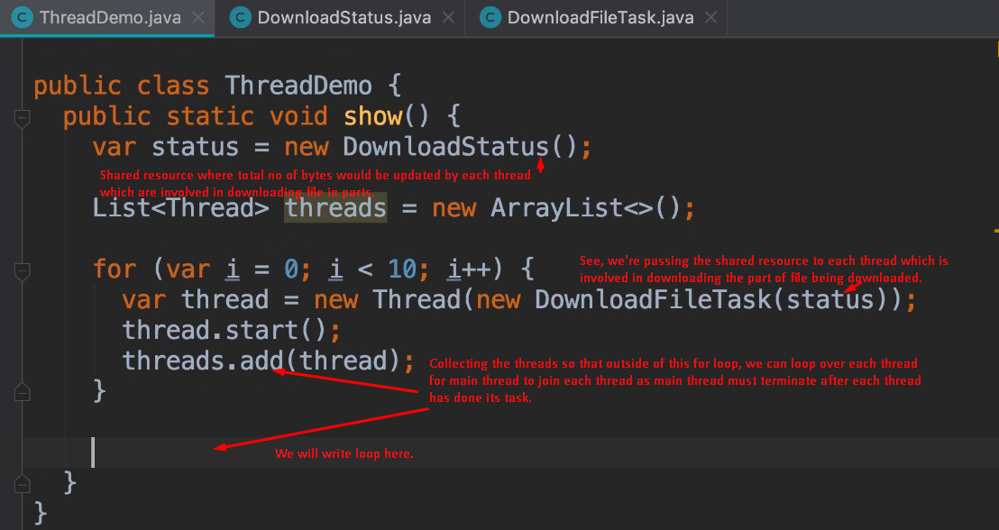 ThreadDemo.java
DownloadStatus.java
DownloadFileTask.java
public class ThreadDemo {
public static void show() {
var status = new DownloadStatus();
Shared resource where total no of bytes would be updated by each thread
which are involved in downloading file in parts.
List<Thread> threads = new ArrayList<>();
for (var i = 0; i < 10; i++) {
See, we're passing the shared resource to each thread which is
involved in downloading the part of file being downloaded.
var thread = new Thread(new DownloadFileTask(status));
thread.start();
threads.add(thread);
Collecting the threads so that outside of this for loop, we can loop over each thread
for main thread to join each thread as main thread must terminate after each thread
has done its task.
}
We will write loop here.
}
}